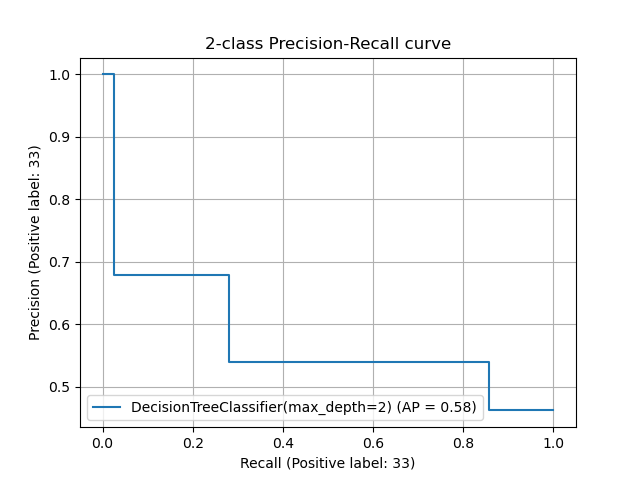 2-class Precision-Recall curve
Precision (Positive label: 33)
1.0
0.9
0.8
0.7
0.6
0.5
DecisionTreeClassifier(max_depth=2) (AP = 0.58)
0.0 0.2 0.4 0.6 0.8 1.0
Recall (Positive label: 33)